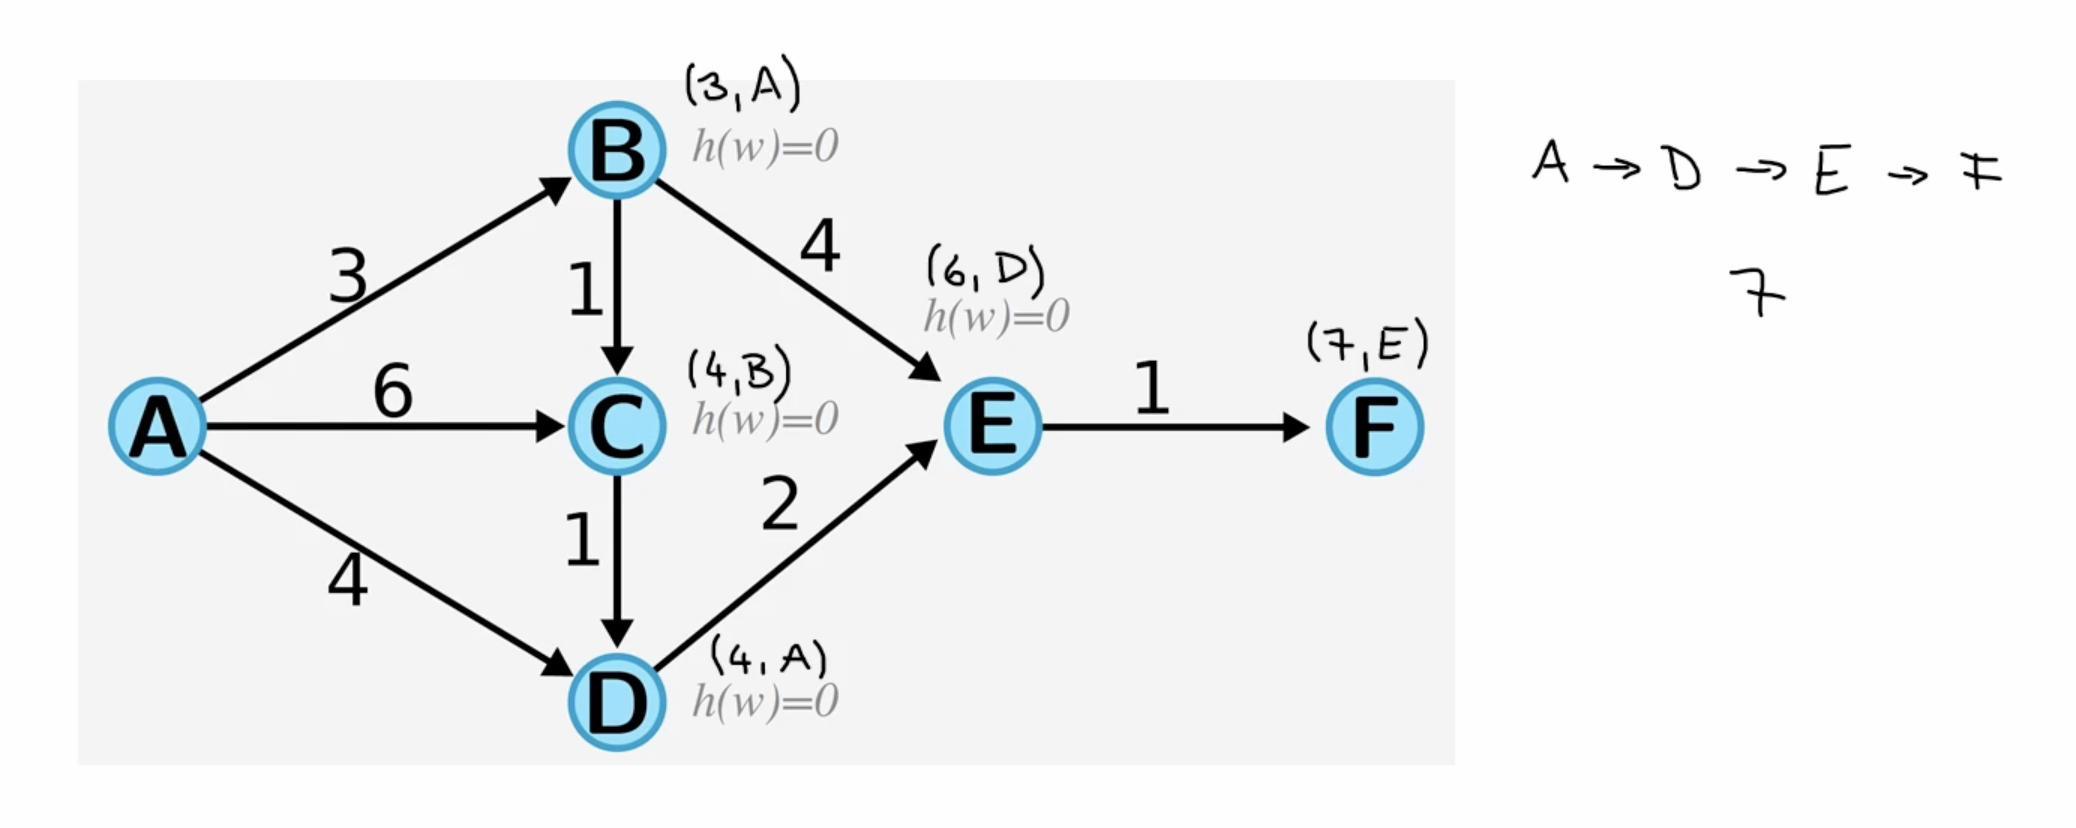 (3, A)
B h(w)=0
A → D → E → F
3
4
1
(6, D)
h(w)=0
7
(7, E)
(4, B)
6
1
A
C h(w)=0
E
F
2
1
4
(4, A)
D h(w)=0